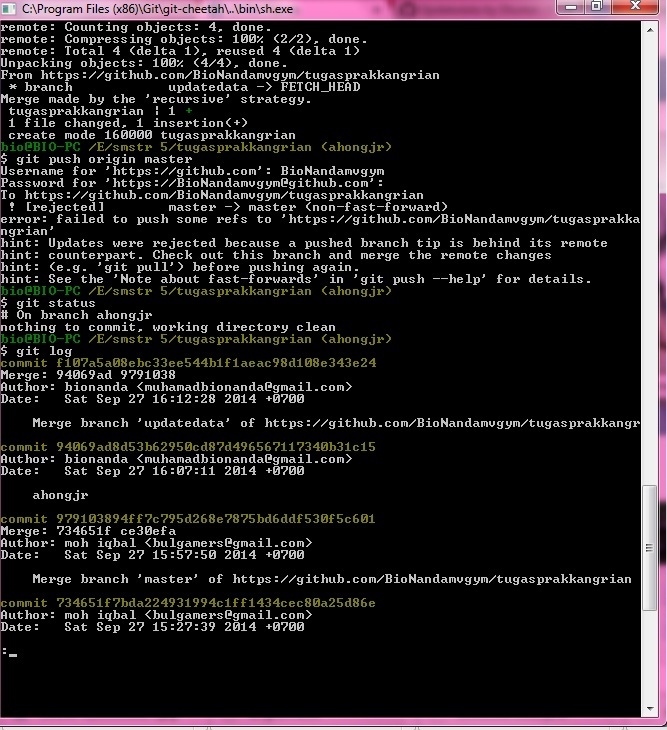 C:\Program Files (x86)\Git\git-cheetah\..\bin\sh.exe
remote: Counting objects: 4, done.
remote: Compressing objects: 100% (2/2), done.
remote: Total 4 (delta 1), reused 4 (delta 1)
Unpacking objects: 100% (4/4), done.
From https://github.com/BioNandamvgym/tugasprakkangrian
 * branch            updatedata -> FETCH_HEAD
Merge made by the 'recursive' strategy.
 tugasprakkangrian | 1 +
 1 file changed, 1 insertion(+)
 create mode 160000 tugasprakkangrian
bio@BIO-PC /E/smstr 5/tugasprakkangrian (ahongjr)
$ git push origin master
Username for 'https://github.com': BioNandamvgym
Password for 'https://BioNandamvgym@github.com':
To https://github.com/BioNandamvgym/tugasprakkangrian
 ! [rejected]        master -> master (non-fast-forward)
error: failed to push some refs to 'https://github.com/BioNandamvgym/tugasprakka
ngrian'
hint: Updates were rejected because a pushed branch tip is behind its remote
hint: counterpart. Check out this branch and merge the remote changes
hint: (e.g. 'git pull') before pushing again.
hint: See the 'Note about fast-forwards' in 'git push --help' for details.
bio@BIO-PC /E/smstr 5/tugasprakkangrian (ahongjr)
$ git status
# On branch ahongjr
nothing to commit, working directory clean
bio@BIO-PC /E/smstr 5/tugasprakkangrian (ahongjr)
$ git log
commit f107a5a08ebc33ee544b1f1aeac98d108e343e24
Merge: 94069ad 9791038
Author: bionanda <muhamadbionanda@gmail.com>
Date:   Sat Sep 27 16:12:28 2014 +0700

    Merge branch 'updatedata' of https://github.com/BioNandamvgym/tugasprakkangr

commit 94069ad8d53b62950cd87d496567117340b31c15
Author: bionanda <muhamadbionanda@gmail.com>
Date:   Sat Sep 27 16:07:11 2014 +0700

    ahongjr

commit 979103894ff7c795d268e7875bd6ddf530f5c601
Merge: 734651f ce30efa
Author: moh iqbal <bulgamers@gmail.com>
Date:   Sat Sep 27 15:57:50 2014 +0700

    Merge branch 'master' of https://github.com/BioNandamvgym/tugasprakkangrian

commit 734651f7bda224931994c1ff1434cec80a25d86e
Author: moh iqbal <bulgamers@gmail.com>
Date:   Sat Sep 27 15:27:39 2014 +0700

:_